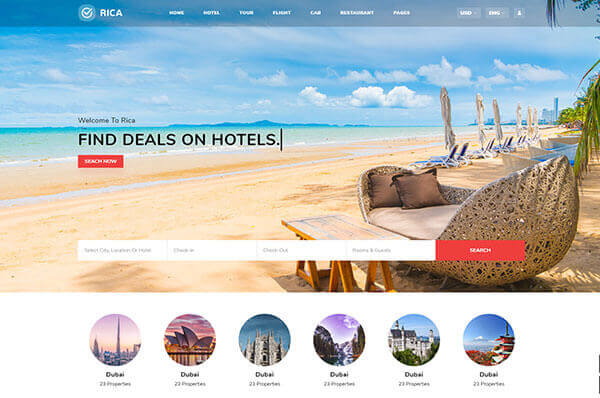 RICA
HOME HOTEL TOUR FLIGHT CAR RESTAURANT PAGES
USD ENG
Welcome To Rica
FIND DEALS ON HOTELS.
SEACH NOW
Select City, Location Or Hotel Check-in Check-Out Rooms & Guests SEARCH
Dubai Dubai Dubai Dubai Dubai Dubai
23 Properties 23 Properties 23 Properties 23 Properties 23 Properties 23 Properties